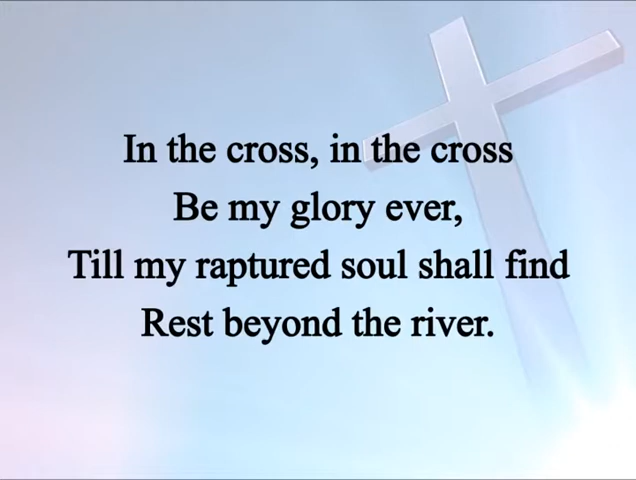 In the cross, in the cross
Be my glory ever,
Till my raptured soul shall find
Rest beyond the river.